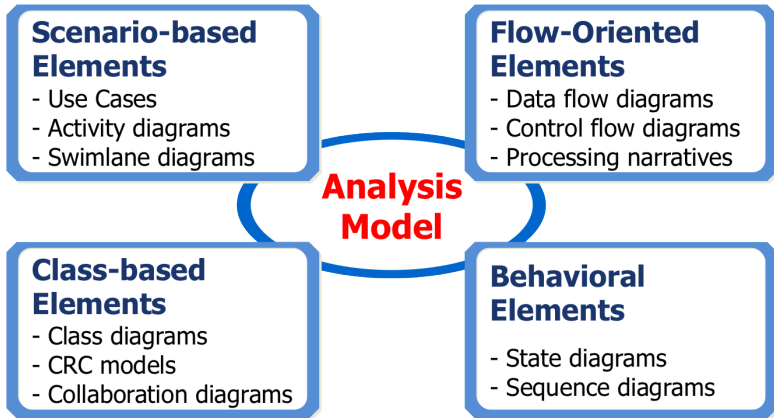 Scenario-based
Elements
- Use Cases
- Activity diagrams
- Swimlane diagrams
Flow-Oriented
Elements
- Data flow diagrams
- Control flow diagrams
- Processing narratives
Analysis
Model
Class-based
Elements
- Class diagrams
- CRC models
- Collaboration diagrams
Behavioral
Elements
- State diagrams
- Sequence diagrams